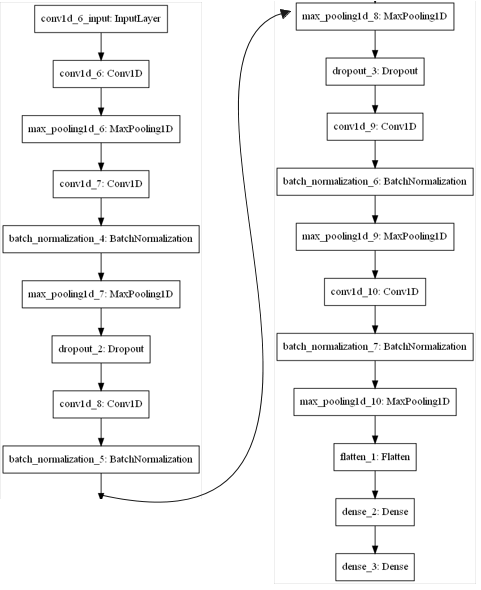 conv1d_6_input: InputLayer
conv1d_6: Conv1D
max_pooling1d_6: MaxPooling1D
conv1d_7: Conv1D
batch_normalization_4: BatchNormalization
max_pooling1d_7: MaxPooling1D
dropout_2: Dropout
conv1d_8: Conv1D
batch_normalization_5: BatchNormalization
max_pooling1d_8: MaxPooling1D
dropout_3: Dropout
conv1d_9: Conv1D
batch_normalization_6: BatchNormalization
max_pooling1d_9: MaxPooling1D
conv1d_10: Conv1D
batch_normalization_7: BatchNormalization
max_pooling1d_10: MaxPooling1D
flatten_1: Flatten
dense_2: Dense
dense_3: Dense